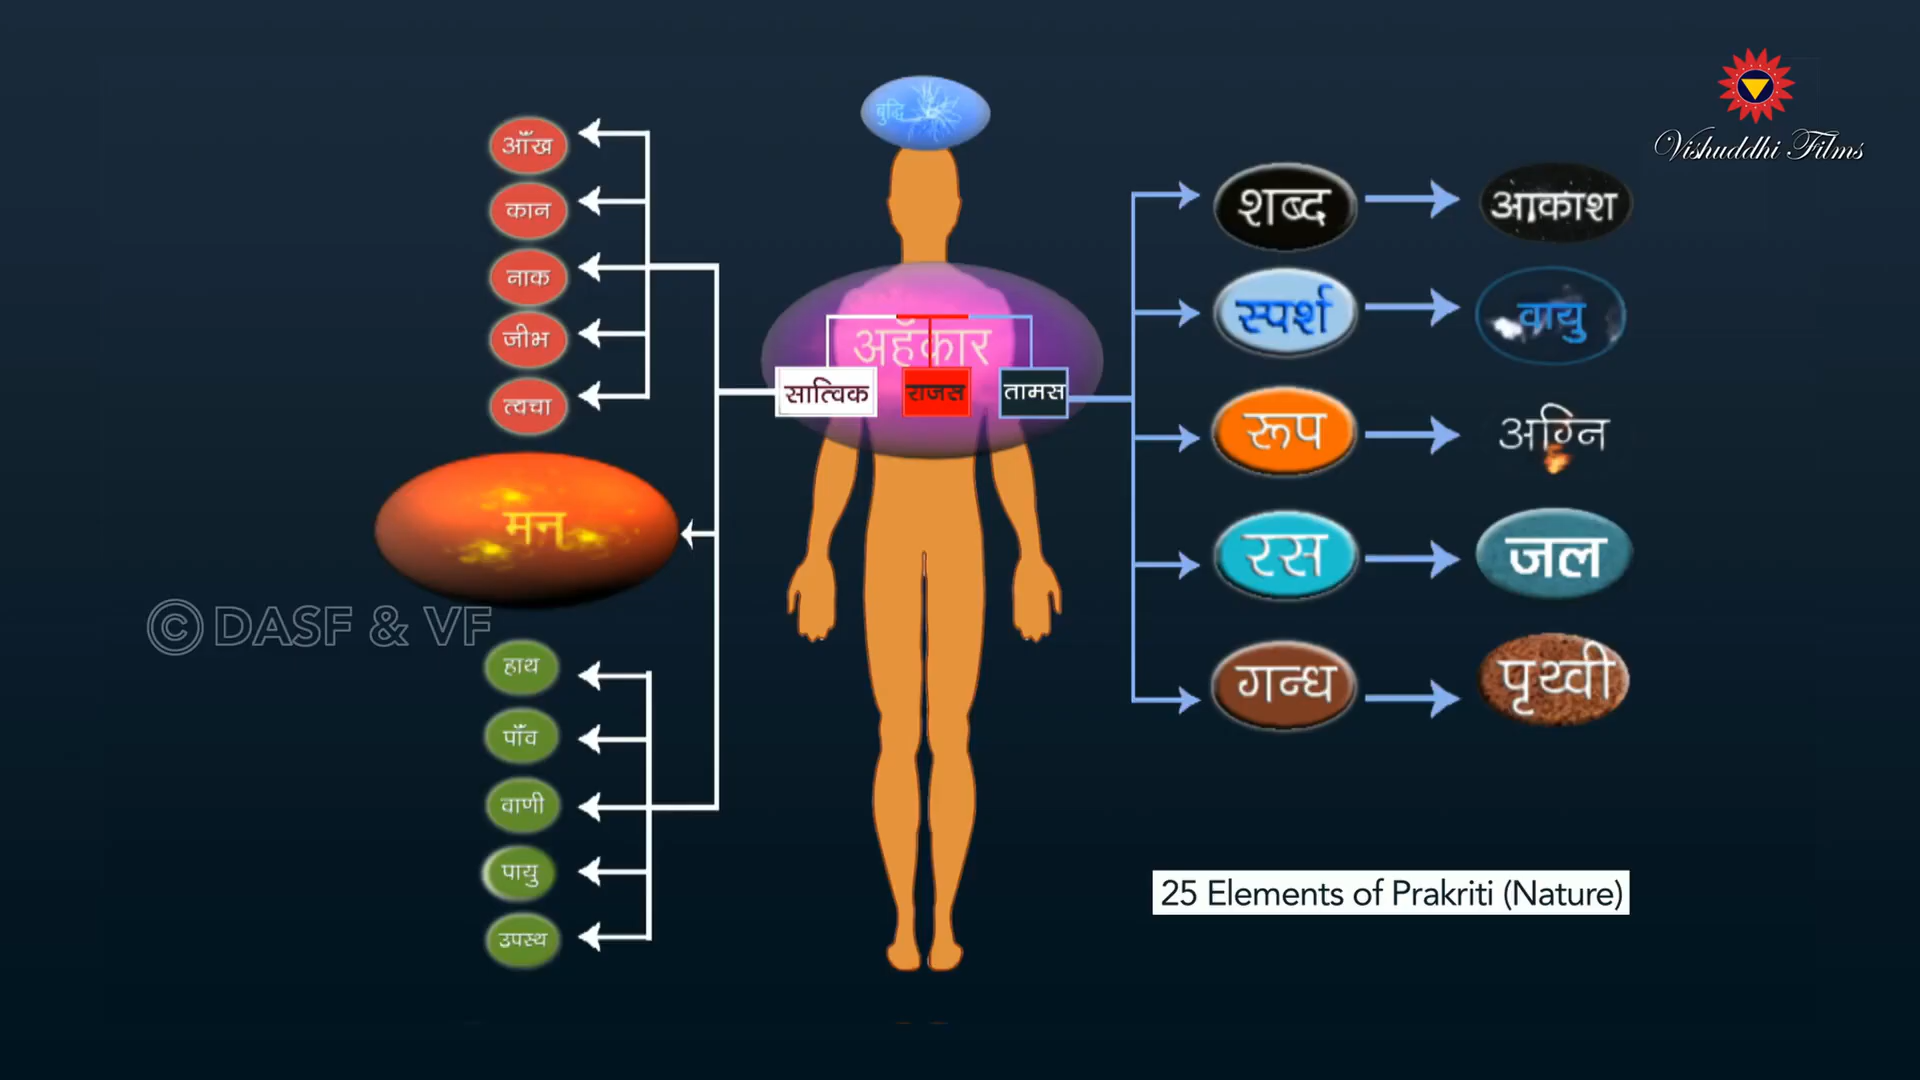 Vishuddhi Films
बुद्धि
अहँकार
सात्विक
राजस
तामस
आँख
कान
नाक
जीभ
त्वचा
मन
© DASF & VF
हाथ
पाँव
वाणी
पायु
उपस्थ
शब्द
आकाश
स्पर्श
वायु
रूप
अग्नि
रस
जल
गन्ध
पृथ्वी
25 Elements of Prakriti (Nature)